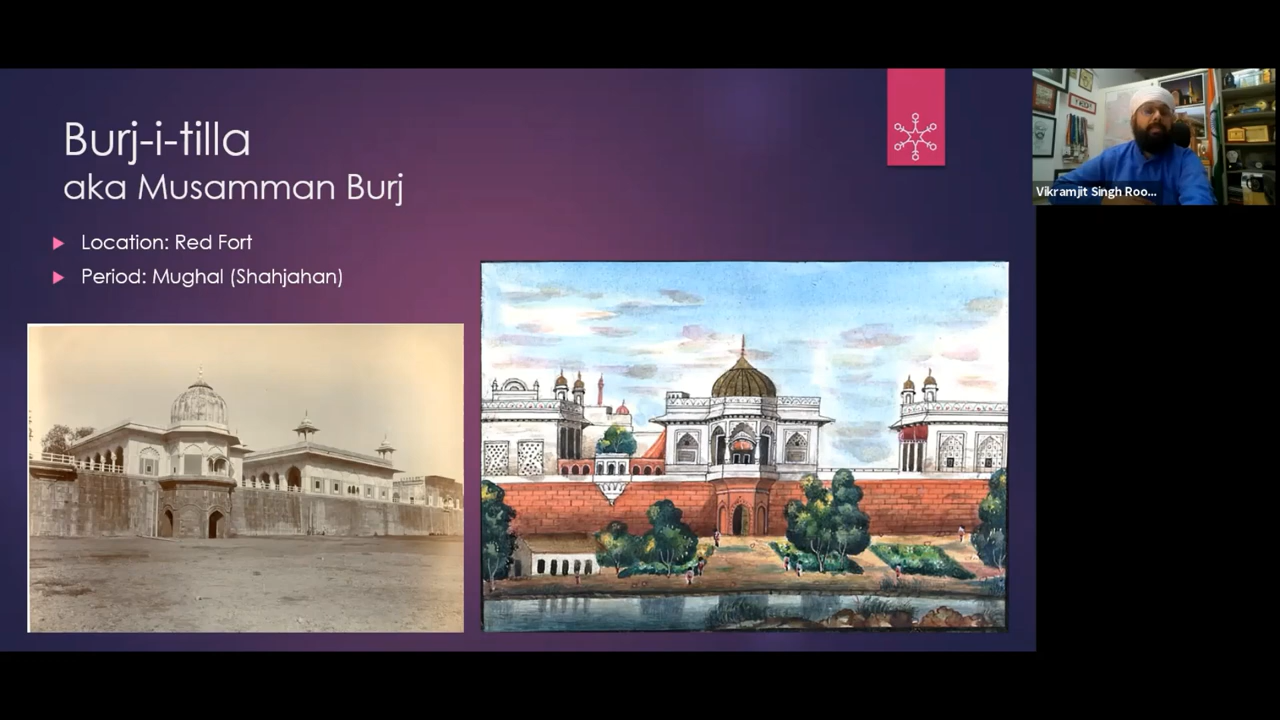 Burj-i-tilla
aka Musamman Burj
Location: Red Fort
Period: Mughal (Shahjahan)
Vikramjit Singh Roo...